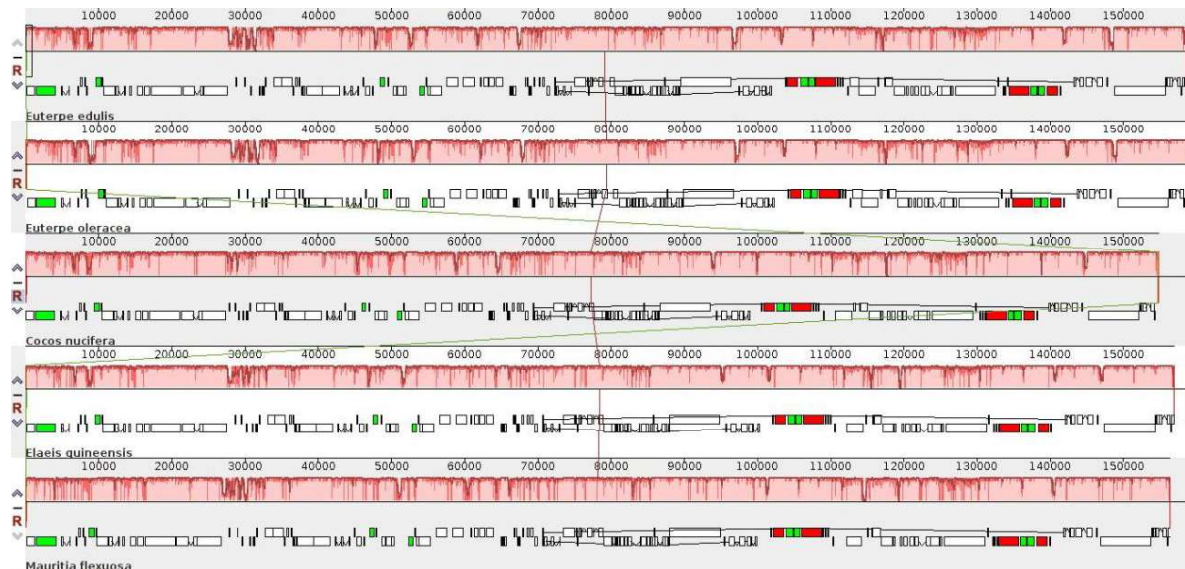 10000 20000 30000 40000 50000 60000 70000 80000 90000 100000 110000 120000 130000 140000 150000
R
Euterpe edulis
10000 20000 30000 40000 50000 60000 70000 80000 90000 100000 110000 120000 130000 140000 150000
R
Euterpe oleracea
10000 20000 30000 40000 50000 60000 70000 80000 90000 100000 110000 120000 130000 140000 150000
R
Cocos nucifera
10000 20000 30000 40000 50000 60000 70000 80000 90000 100000 110000 120000 130000 140000 150000
R
Elaeis guineensis
10000 20000 30000 40000 50000 60000 70000 80000 90000 100000 110000 120000 130000 140000 150000
R
Mauritia flexuosa